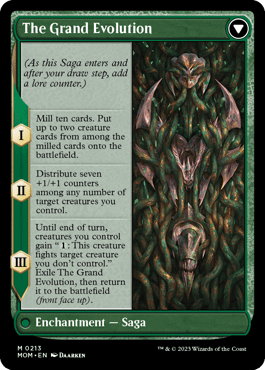 The Grand Evolution
(As this Saga enters and
after your draw step, add
a lore counter.)
I
Mill ten cards. Put
up to two creature
cards from among the
milled cards onto the
battlefield.
II
Distribute seven
+1/+1 counters
among any number of
target creatures you
control.
III
Until end of turn,
creatures you control
gain “1: This creature
fights target creature
you don’t control.”
Exile The Grand
Evolution, then return
it to the battlefield
(front face up).
Enchantment — Saga
M 0213
MOM • EN DAARKEN
™ & © 2023 Wizards of the Coast